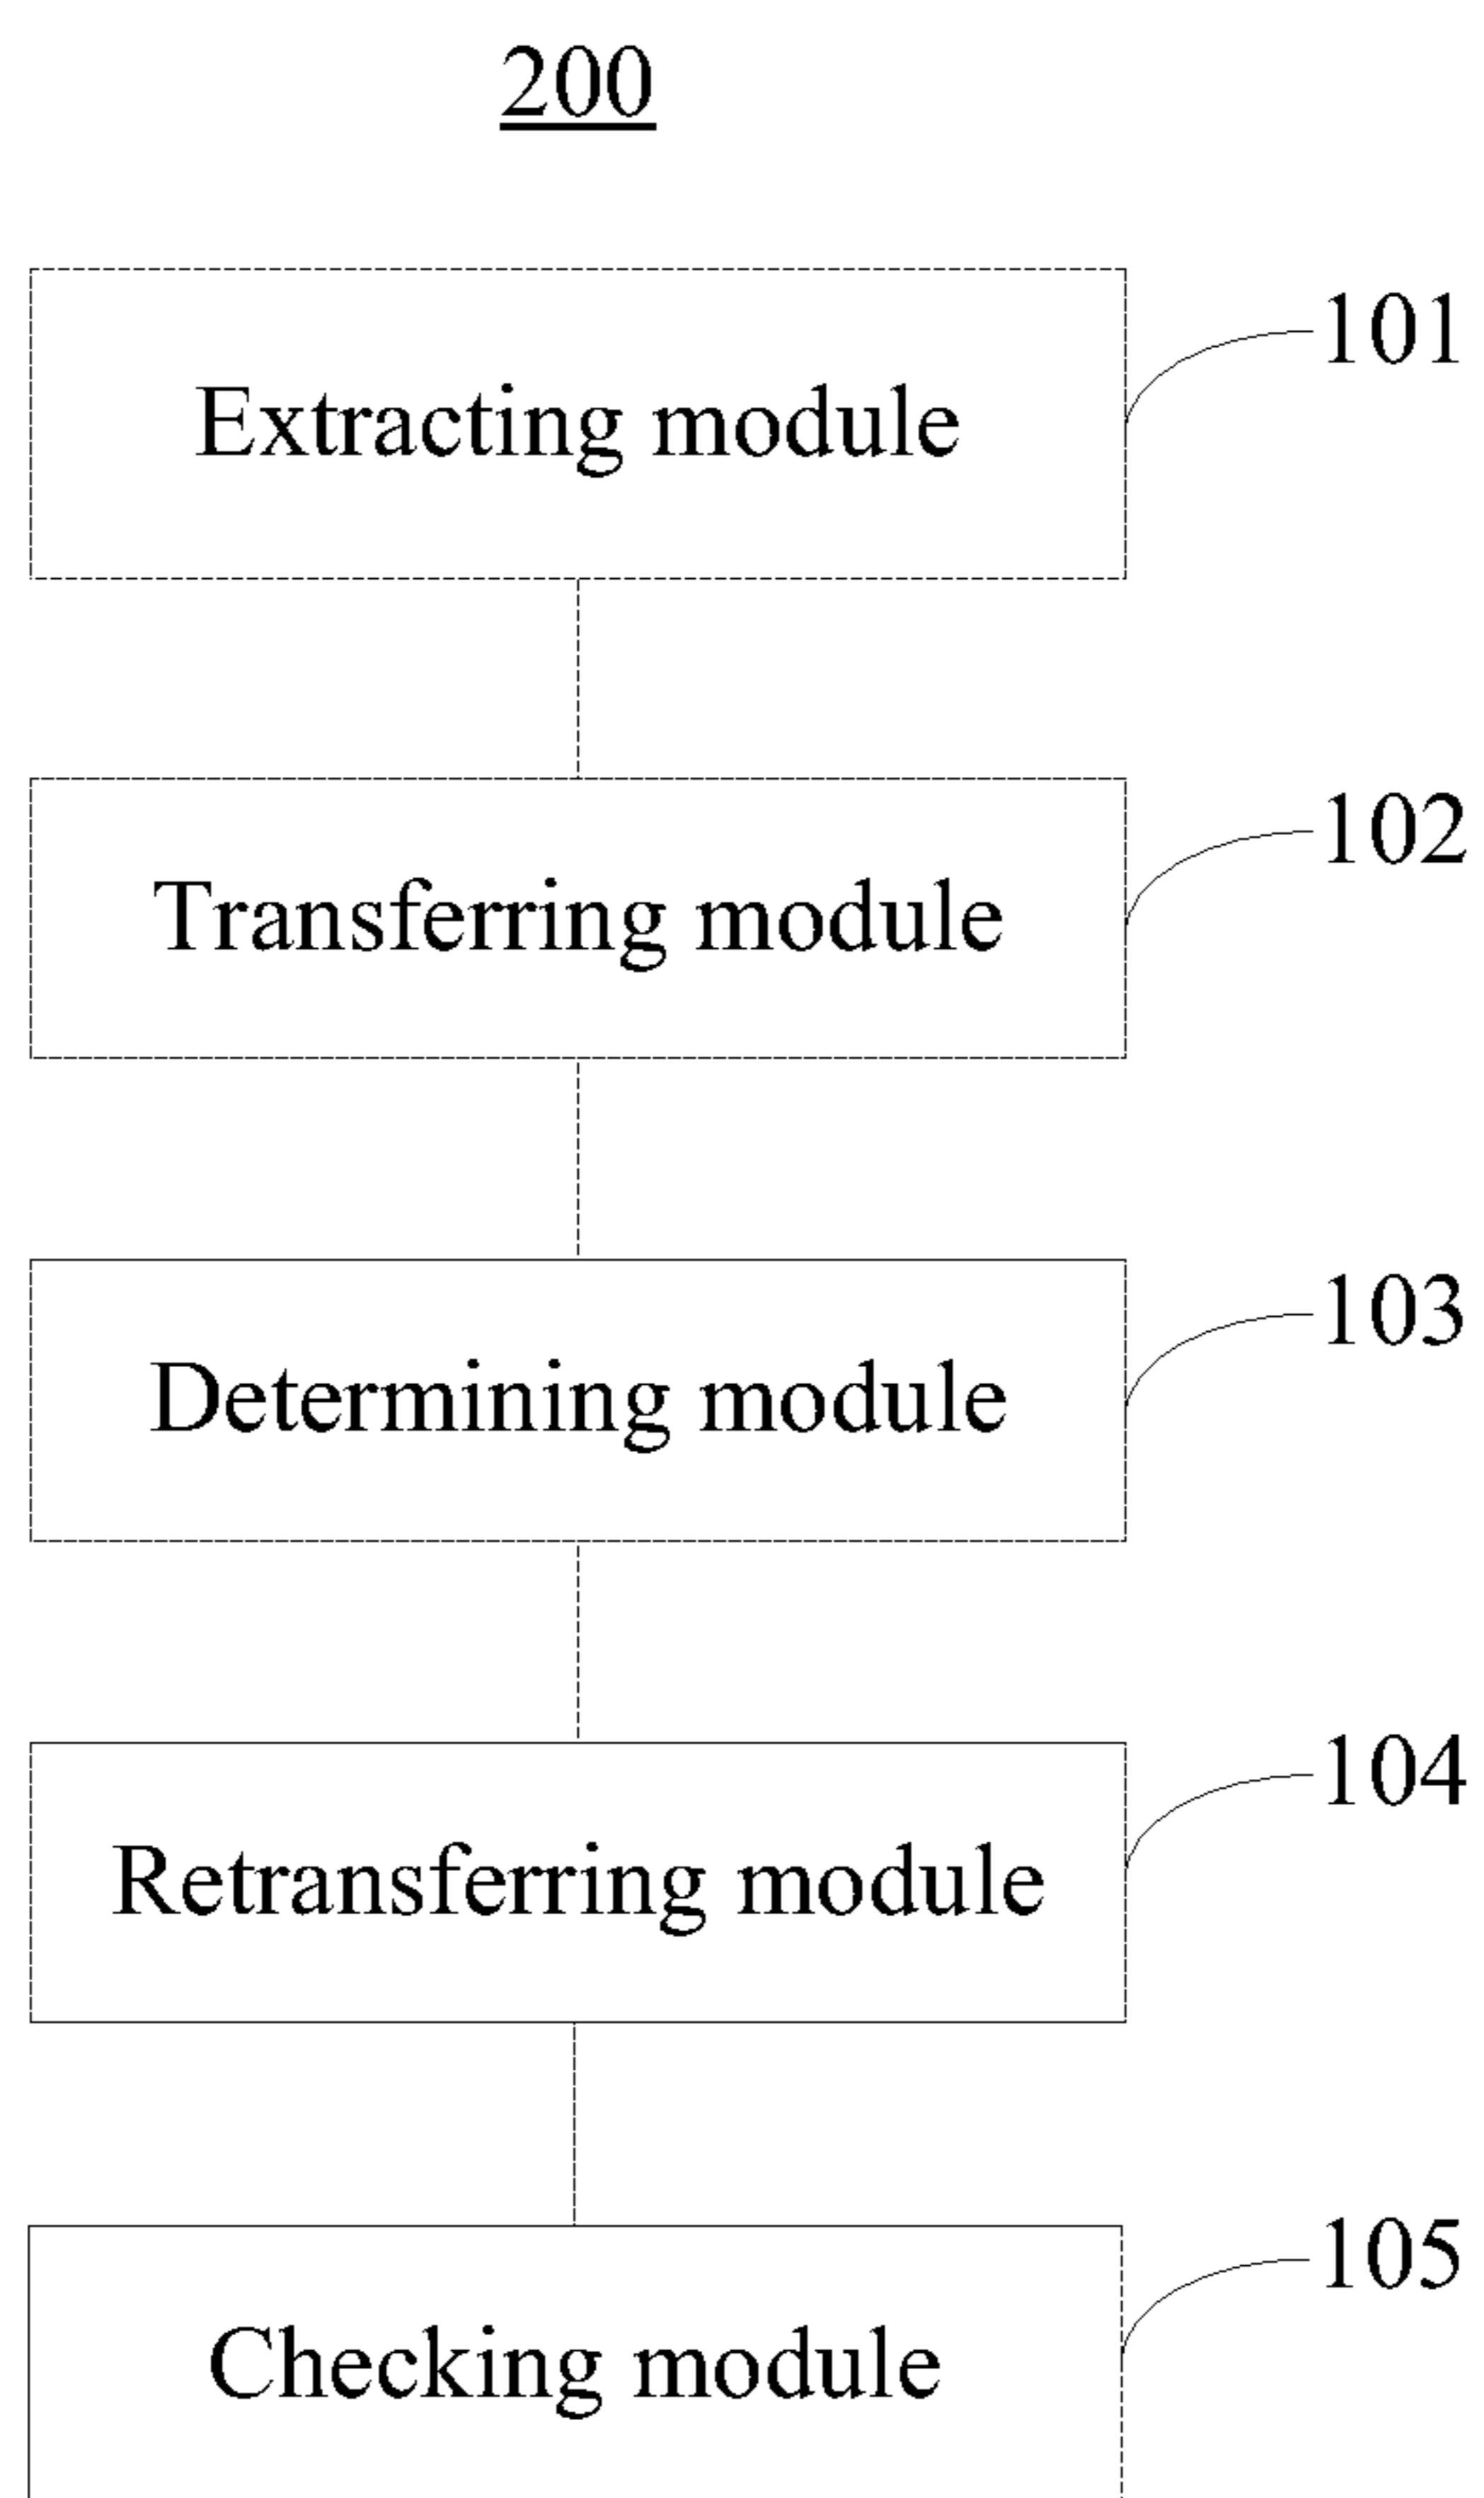 200
Extracting module
101
Transferring module
102
Determining module
103
Retransferring module
104
Checking module
105